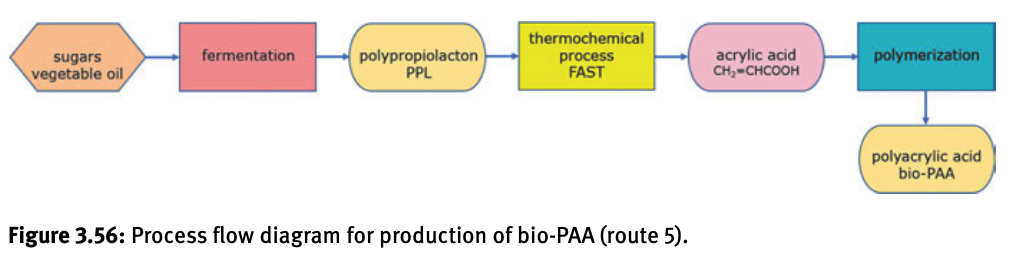 sugars
vegetable oil
fermentation
polypropiolacton
PPL
thermochemical
process
FAST
acrylic acid
CH₂=CHCOOH
polymerization
polyacrylic acid
bio-PAA
Figure 3.56: Process flow diagram for production of bio-PAA (route 5).